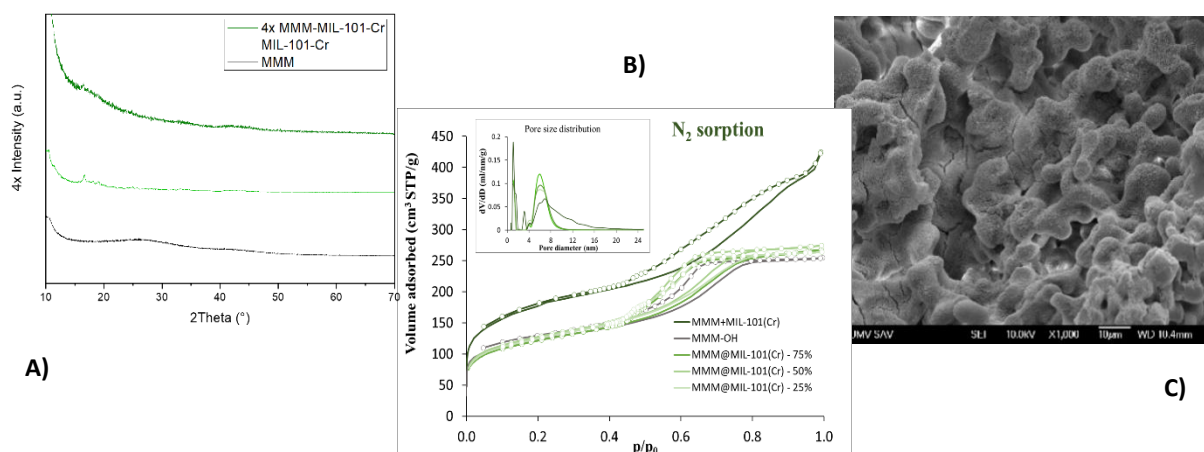 4x MMM-MIL-101-Cr
MIL-101-Cr
MMM
4x Intensity (a.u.)
10 20 30 40 50 60 70
2Theta (°)
A)
B)
N₂ sorption
Pore size distribution
dV/dD (ml/nm/g)
0.2
0.15
0.1
0.05
0
0 4 8 12 16 20 24
Pore diameter (nm)
Volume adsorbed (cm³ STP/g)
450
400
350
300
250
200
150
100
50
0
0.0 0.2 0.4 0.6 0.8 1.0
p/p₀
MMM+MIL-101(Cr)
MMM-OH
MMM@MIL-101(Cr) - 75%
MMM@MIL-101(Cr) - 50%
MMM@MIL-101(Cr) - 25%
JMV SAV SEI 10.0kV X1,000 10µm WD 10.4mm
C)